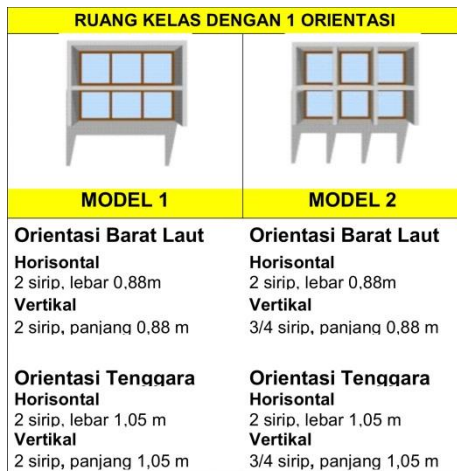 RUANG KELAS DENGAN 1 ORIENTASI
MODEL 1
MODEL 2
Orientasi Barat Laut
Horisontal
2 sirip, lebar 0,88m
Vertikal
2 sirip, panjang 0,88 m
Orientasi Tenggara
Horisontal
2 sirip, lebar 1,05 m
Vertikal
2 sirip, panjang 1,05 m
Orientasi Barat Laut
Horisontal
2 sirip, lebar 0,88m
Vertikal
3/4 sirip, panjang 0,88 m
Orientasi Tenggara
Horisontal
2 sirip, lebar 1,05 m
Vertikal
3/4 sirip, panjang 1,05 m